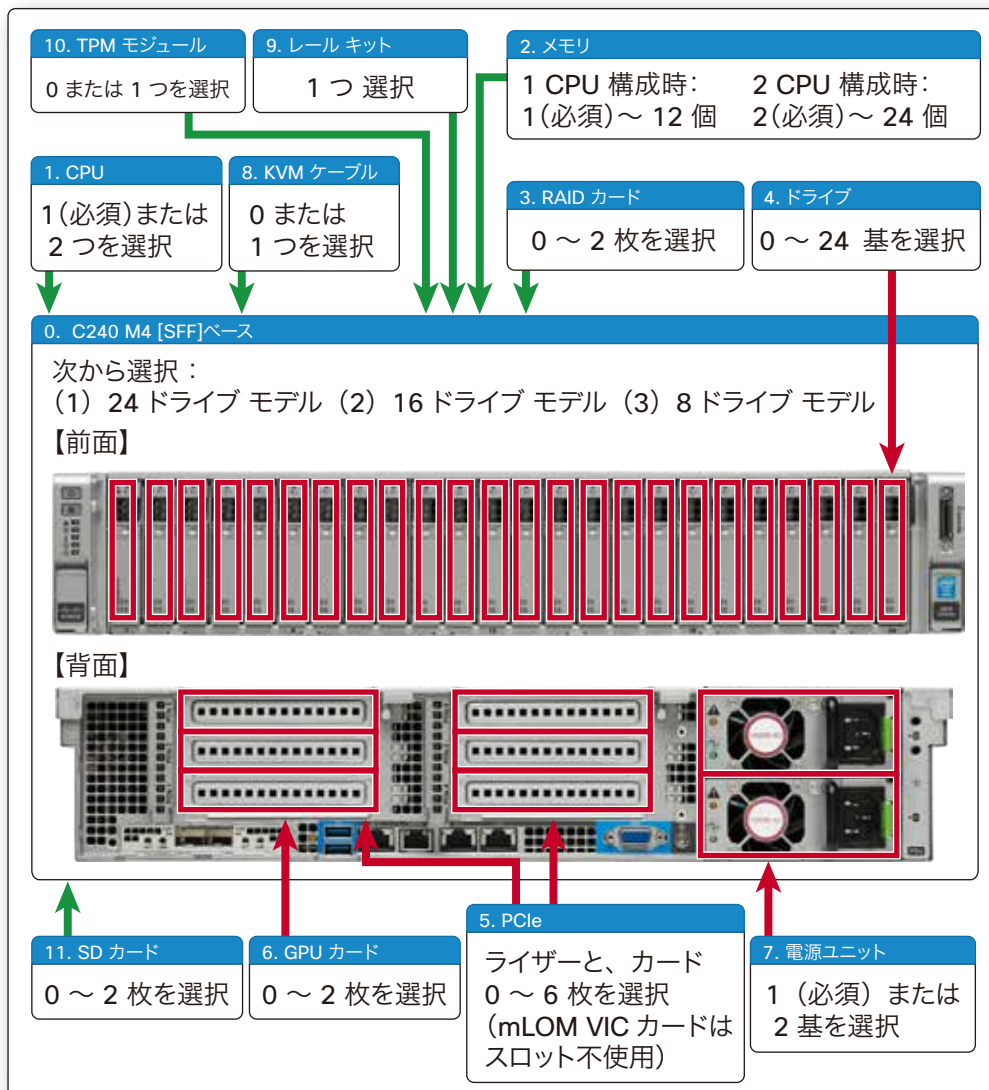 10. TPM モジュール
0 または 1 つを選択
9. レール キット
1 つ 選択
2. メモリ
1 CPU 構成時:
1(必須)～ 12 個
2 CPU 構成時:
2(必須)～ 24 個
1. CPU
1(必須)または
2 つを選択
8. KVM ケーブル
0 または
1 つを選択
3. RAID カード
0 ～ 2 枚を選択
4. ドライブ
0 ～ 24 基を選択
0. C240 M4 [SFF]ベース
次から選択：
（1）24 ドライブ モデル（2）16 ドライブ モデル（3）8 ドライブ モデル
【前面】
【背面】
11. SD カード
0 ～ 2 枚を選択
6. GPU カード
0 ～ 2 枚を選択
5. PCIe
ライザーと、カード
0 ～ 6 枚を選択
（mLOM VIC カードは
スロット不使用）
7. 電源ユニット
1 （必須）または
2 基を選択